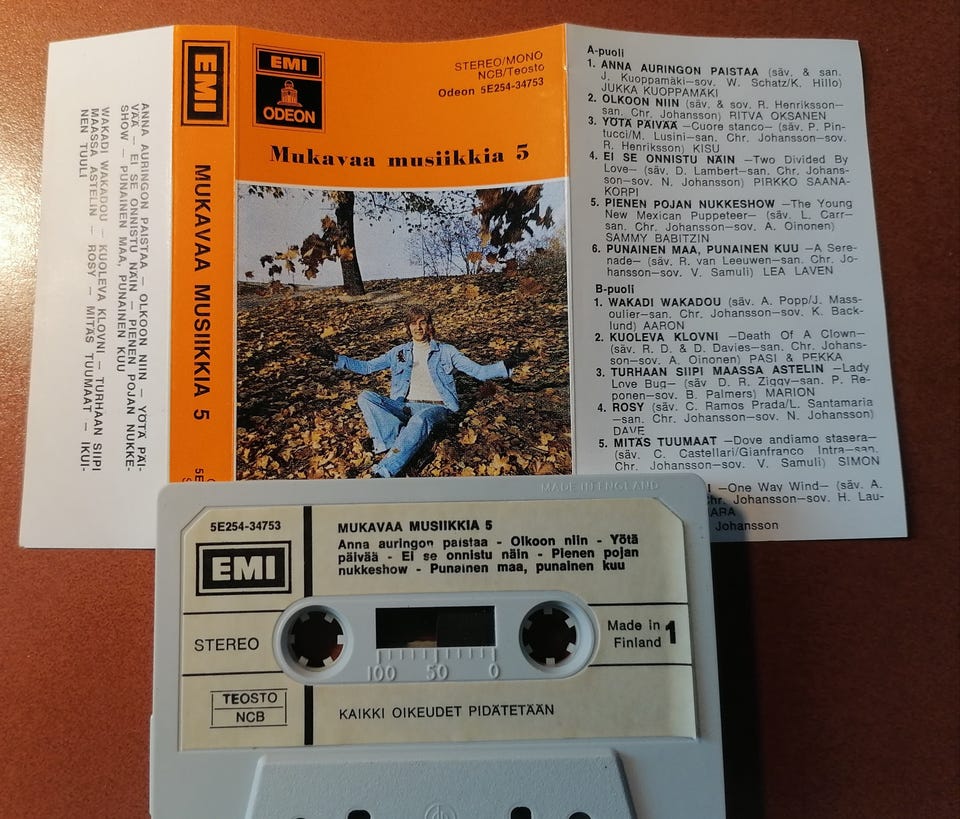 ANNA AURINGON PAISTAA – OLKOON NIIN – YÖTÄ PÄI-
VÄÄ – EI SE ONNISTU NÄIN – PIENEN POJAN NUKKE-
SHOW – PUNAINEN MAA, PUNAINEN KUU
WAKADI WAKADOU – KUOLEVA KLOVNI – TURHAAN SIIPI
MAASSA ASTELIN – ROSY – MITÄS TUUMAAT – IKUI-
NEN TUULI
EMI
MUKAVAA MUSIIKKIA 5
EMI
ODEON
STEREO/MONO
NCB/Teosto
Odeon 5E254-34753
Mukavaa musiikkia 5
A-puoli
1. ANNA AURINGON PAISTAA (säv. & san.
J. Kuoppamäki—sov. W. Schatz/K. Hillo)
JUKKA KUOPPAMÄKI
2. OLKOON NIIN (säv. & sov. R. Henriksson—
san. Chr. Johansson) RITVA OKSANEN
3. YÖTÄ PÄIVÄÄ —Cuore stanco— (säv. P. Pin-
tucci/M. Lusini—san. Chr. Johansson—sov.
R. Henriksson) KISU
4. EI SE ONNISTU NÄIN —Two Divided By
Love— (säv. D. Lambert—san. Chr. Johans-
son—sov. N. Johansson) PIRKKO SAANA-
KORPI
5. PIENEN POJAN NUKKESHOW —The Young
New Mexican Puppeteer— (säv. L. Carr—
san. Chr. Johansson—sov. A. Oinonen)
SAMMY BABITZIN
6. PUNAINEN MAA, PUNAINEN KUU —A Sere-
nade— (säv. R. van Leeuwen—san. Chr. Jo-
hansson—sov. V. Samuli) LEA LAVEN
B-puoli
1. WAKADI WAKADOU (säv. A. Popp/J. Mass-
oulier—san. Chr. Johansson—sov. K. Back-
lund) AARON
2. KUOLEVA KLOVNI —Death Of A Clown—
(säv. R. D. & D. Davies—san. Chr. Johans-
son—sov. A. Oinonen) PASI & PEKKA
3. TURHAAN SIIPI MAASSA ASTELIN —Lady
Love Bug— (säv D. R. Ziggy—san. P. Re-
ponen—sov. B. Palmers) MARION
4. ROSY (säv. C. Ramos Prada/L. Santamaria
—san. Chr. Johansson—sov. N. Johansson)
DAVE
5. MITÄS TUUMAAT —Dove andiamo stasera—
(säv. C. Castellari/Gianfranco Intra—san.
Chr. Johansson—sov. V. Samuli) SIMON
—One Way Wind— (säv. A.
Chr. Johansson—sov. H. Lau-
Johansson
MADE IN ENGLAND
5E254-34753
EMI
STEREO
TEOSTO
NCB
MUKAVAA MUSIIKKIA 5
Anna auringon paistaa - Olkoon niin - Yötä
päivää - Ei se onnistu näin - Pienen pojan
nukkeshow - Punainen maa, punainen kuu
100 50 0
Made in
Finland 1
KAIKKI OIKEUDET PIDÄTETÄÄN